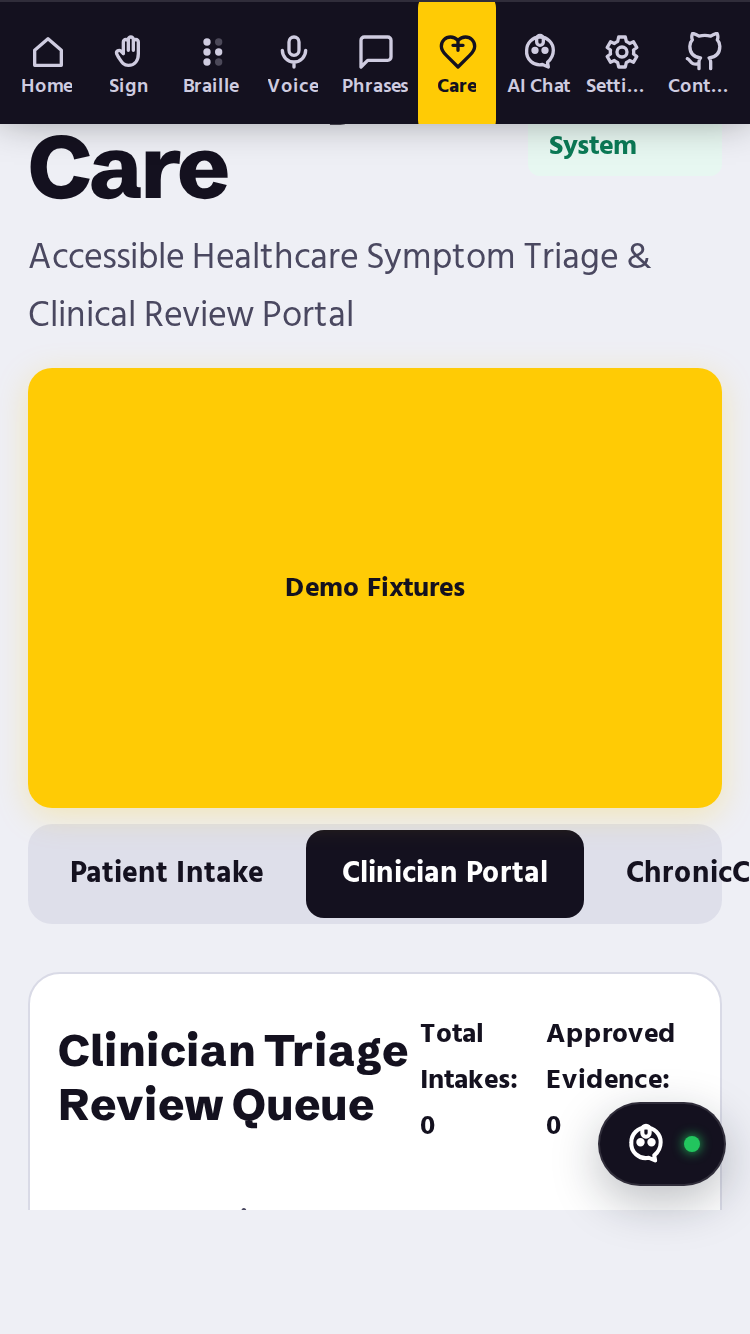 Home Sign Braille Voice Phrases Care AI Chat Setti... Cont...
Care
System
Accessible Healthcare Symptom Triage &
Clinical Review Portal
Demo Fixtures
Patient Intake Clinician Portal ChronicC
Clinician Triage
Review Queue
Total
Intakes:
0
Approved
Evidence:
0